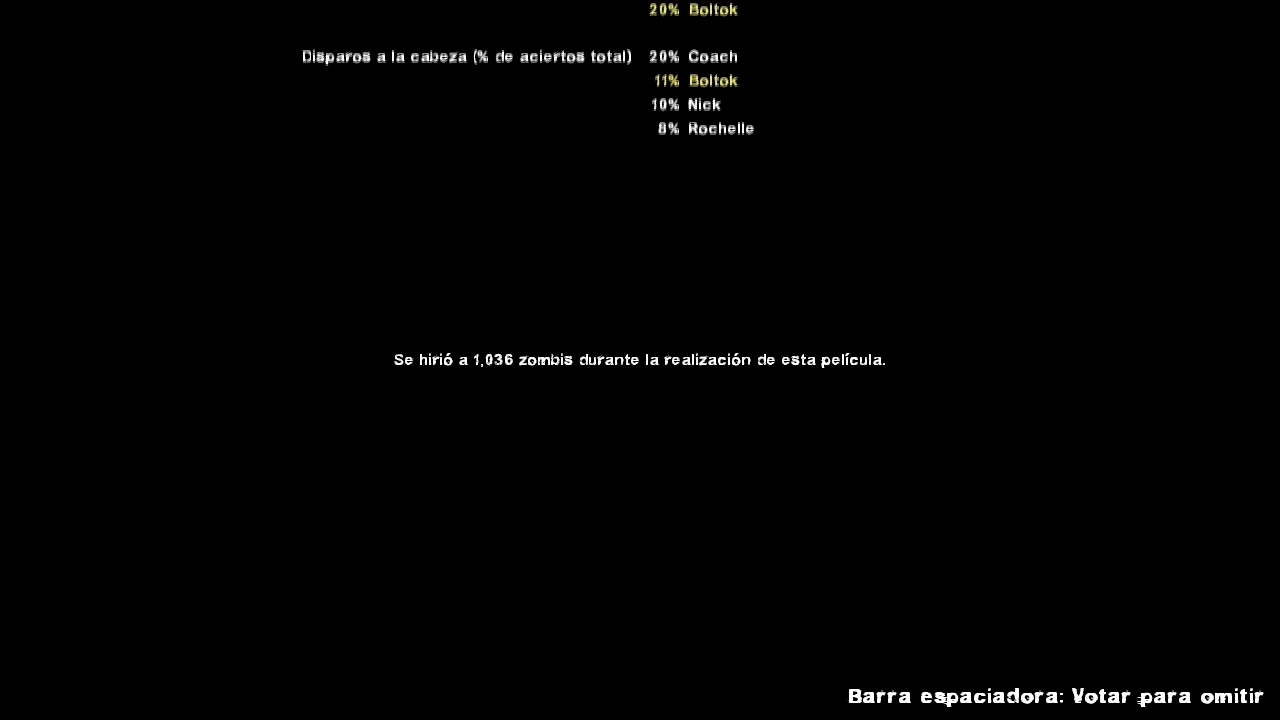 20% Boltok
Disparos a la cabeza (% de aciertos total) 20% Coach
11% Boltok
10% Nick
8% Rochelle
Se hirió a 1,036 zombis durante la realización de esta película.
Barra espaciadora: Votar para omitir